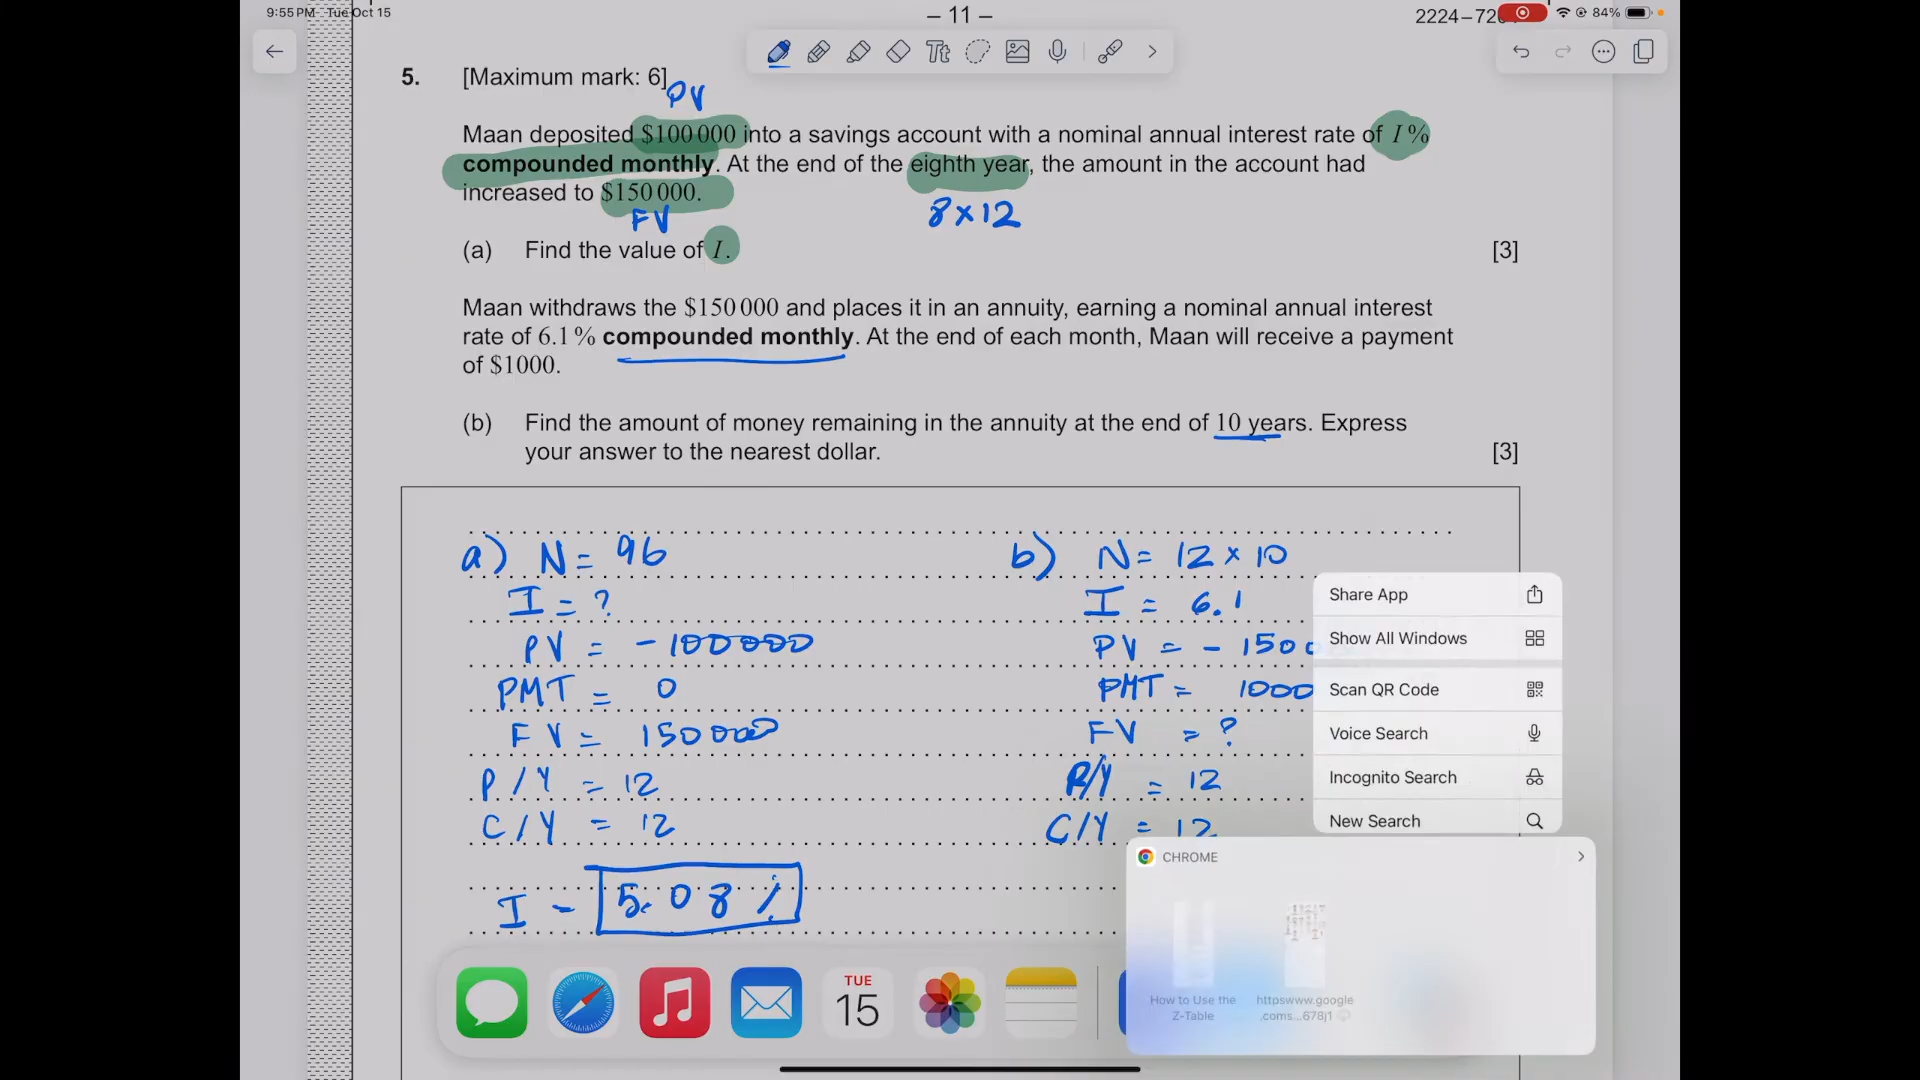 9:55 PM Tue Oct 15
– 11 –
84%
5. [Maximum mark: 6]
PV
Maan deposited $100 000 into a savings account with a nominal annual interest rate of I %
compounded monthly. At the end of the eighth year, the amount in the account had
increased to $150 000.
FV
8 × 12
(a) Find the value of I. [3]
Maan withdraws the $150 000 and places it in an annuity, earning a nominal annual interest
rate of 6.1 % compounded monthly. At the end of each month, Maan will receive a payment
of $1000.
(b) Find the amount of money remaining in the annuity at the end of 10 years. Express
your answer to the nearest dollar. [3]
a) N = 96
I = ?
PV = - 100000
PMT = 0
FV = 150000
P/Y = 12
C/Y = 12
I = 5.08 %
b) N = 12 × 10
I = 6.1
PV = - 1500
PMT = 1000
FV = ?
P/Y = 12
C/Y = 12
Share App
Show All Windows
Scan QR Code
Voice Search
Incognito Search
New Search
CHROME
How to Use the
Z-Table
httpswww.google
.coms...678j1
TUE
15